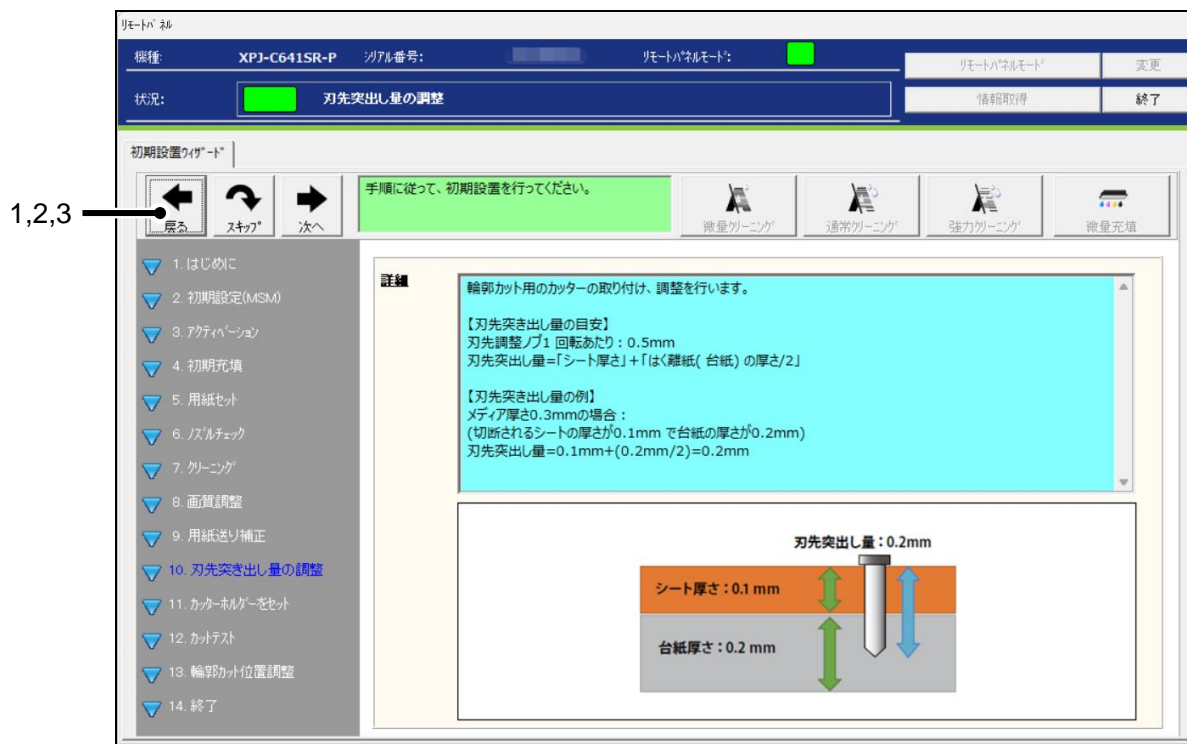 リモートパネル
機種:
XPJ-C641SR-P
シリアル番号:
リモートパネルモード:
リモートパネルモード
変更
状況:
刃先突出し量の調整
情報取得
終了
初期設置ウィザード
1,2,3
戻る
スキップ
次へ
手順に従って、初期設置を行ってください。
微量クリーニング
通常クリーニング
強力クリーニング
微量充填
1. はじめに
2. 初期設定(MSM)
3. アクティベーション
4. 初期充填
5. 用紙セット
6. ノズルチェック
7. クリーニング
8. 画質調整
9. 用紙送り補正
10. 刃先突き出し量の調整
11. カッターホルダーをセット
12. カットテスト
13. 輪郭カット位置調整
14. 終了
詳細
輪郭カット用のカッターの取り付け、調整を行います。
【刃先突き出し量の目安】
刃先調整ノブ1 回転あたり : 0.5mm
刃先突出し量=「シート厚さ」+「はく離紙( 台紙) の厚さ/2」
【刃先突き出し量の例】
メディア厚さ0.3mmの場合 :
(切断されるシートの厚さが0.1mm で台紙の厚さが0.2mm)
刃先突出し量=0.1mm+(0.2mm/2)=0.2mm
刃先突出し量：0.2mm
シート厚さ：0.1 mm
台紙厚さ：0.2 mm